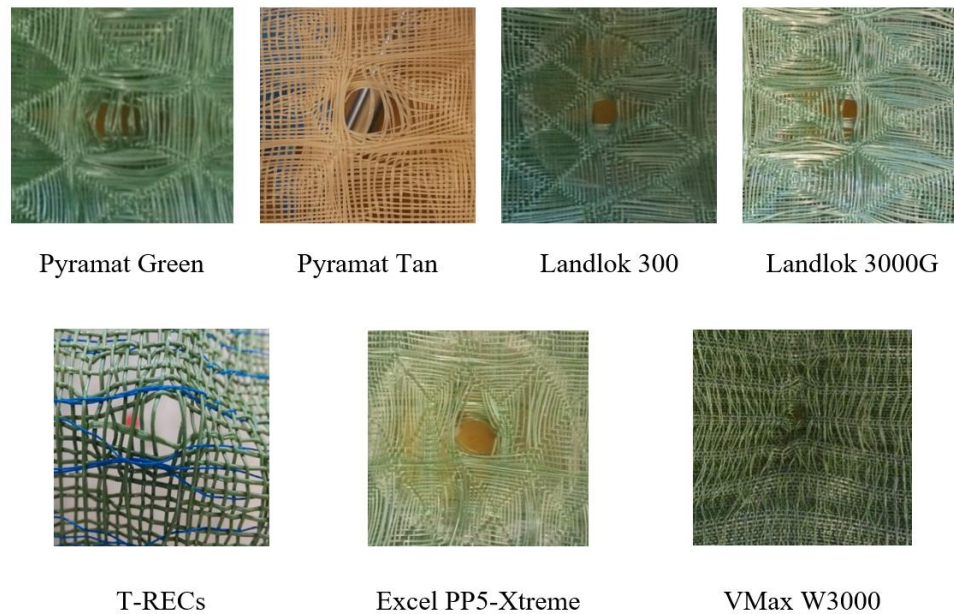 Pyramat Green
Pyramat Tan
Landlok 300
Landlok 3000G
T-RECs
Excel PP5-Xtreme
VMax W3000